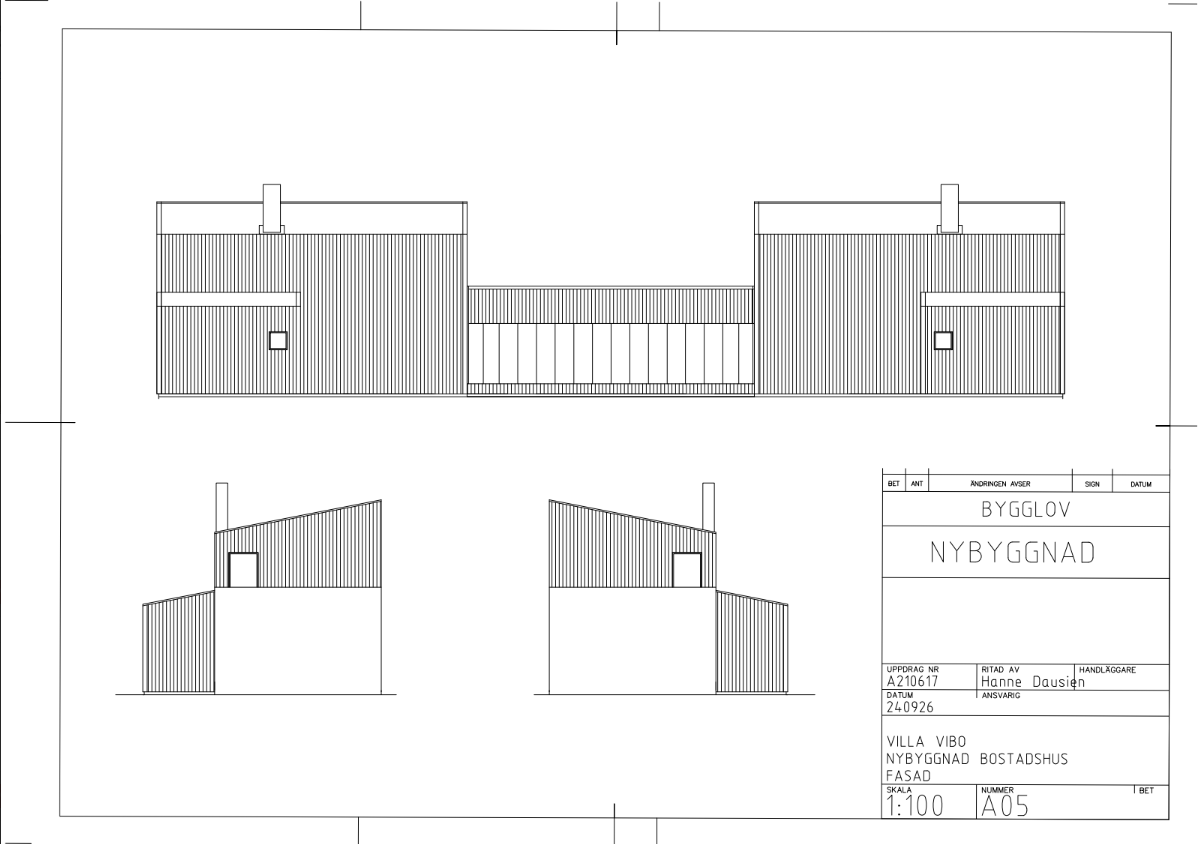 BET ANT ÄNDRINGEN AVSER SIGN DATUM
BYGGLOV
NYBYGGNAD
UPPDRAG NR RITAD AV HANDLÄGGARE
A210617 Hanne Dausien
DATUM ANSVARIG
240926
VILLA VIBO
NYBYGGNAD BOSTADSHUS
FASAD
SKALA NUMMER BET
1:100 A05